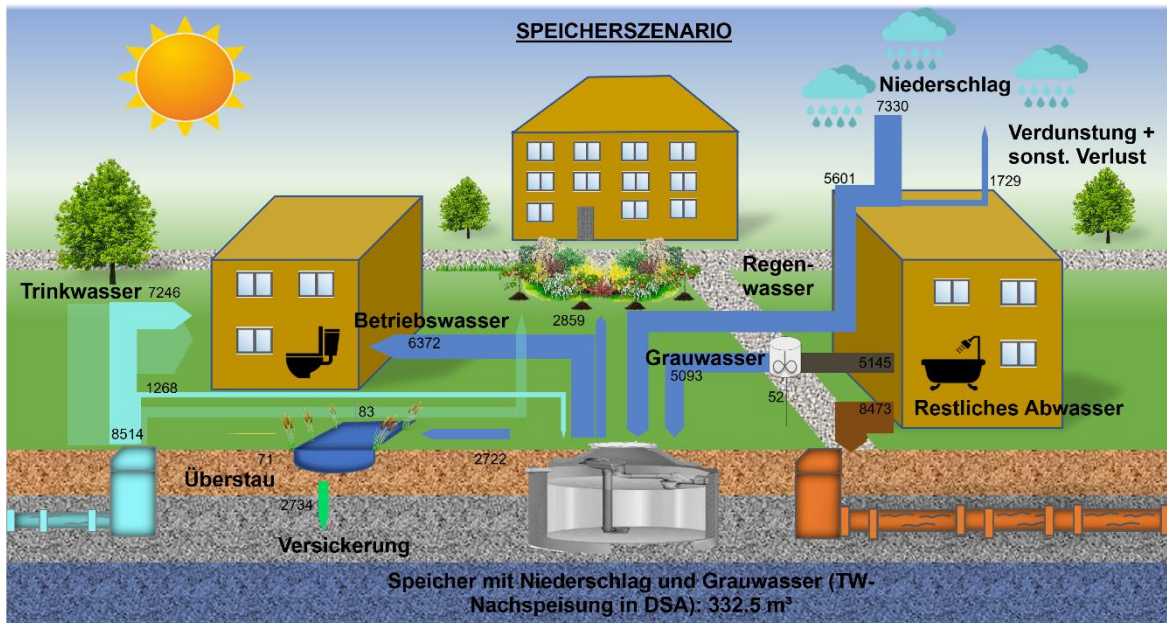 SPEICHERSZENARIO
Niederschlag
7330
Verdunstung +
sonst. Verlust
5601
1729
Regen-
wasser
Trinkwasser 7246
Betriebswasser
2859
6372
Grauwasser
5093
5145
1268
52
Restliches Abwasser
83
8473
8514
71
2722
Überstau
2734
Versickerung
Speicher mit Niederschlag und Grauwasser (TW-
Nachspeisung in DSA): 332.5 m³